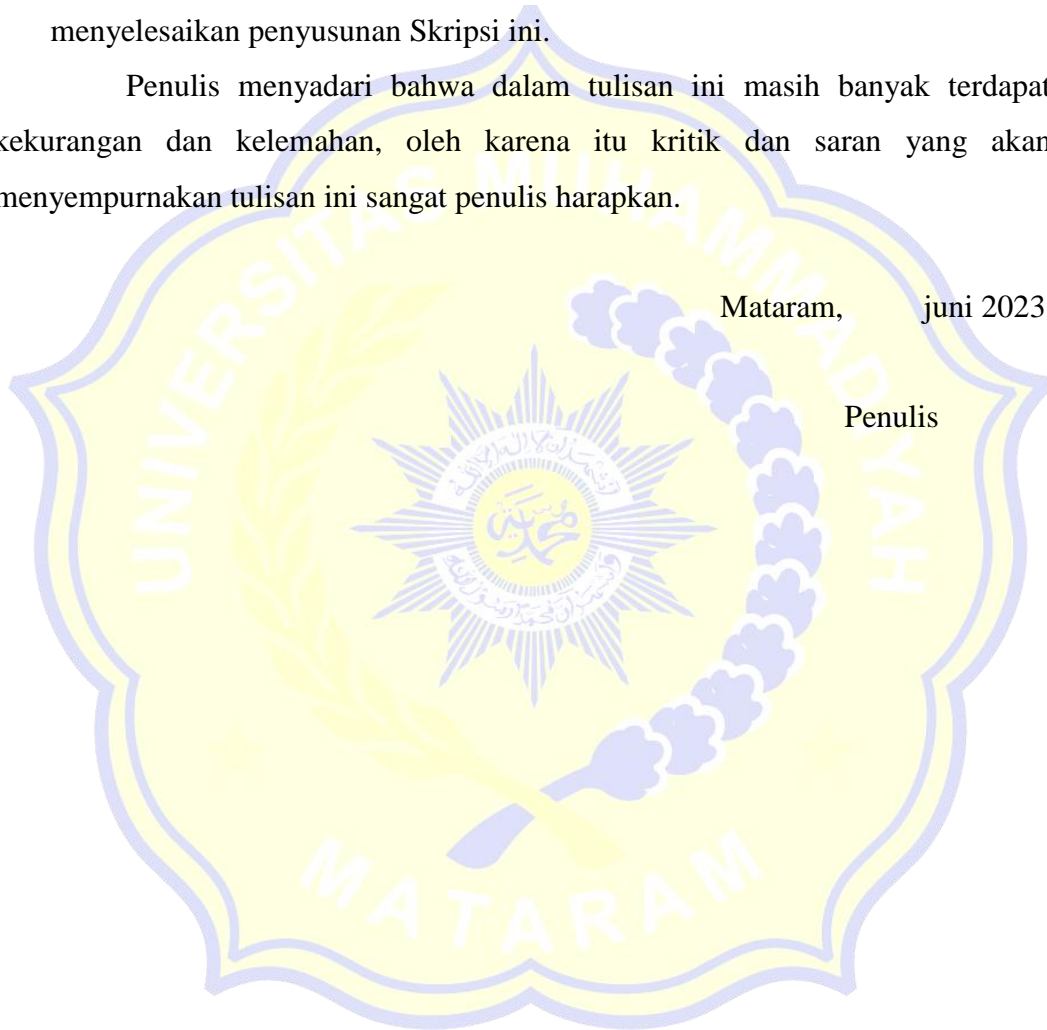 menyelesaikan penyusunan Skripsi ini.
Penulis menyadari bahwa dalam tulisan ini masih banyak terdapat
kekurangan dan kelemahan, oleh karena itu kritik dan saran yang akan
menyempurnakan tulisan ini sangat penulis harapkan.
Mataram, juni 2023
Penulis
UNIVERSITAS MUHAMMADIYAH
MATARAM